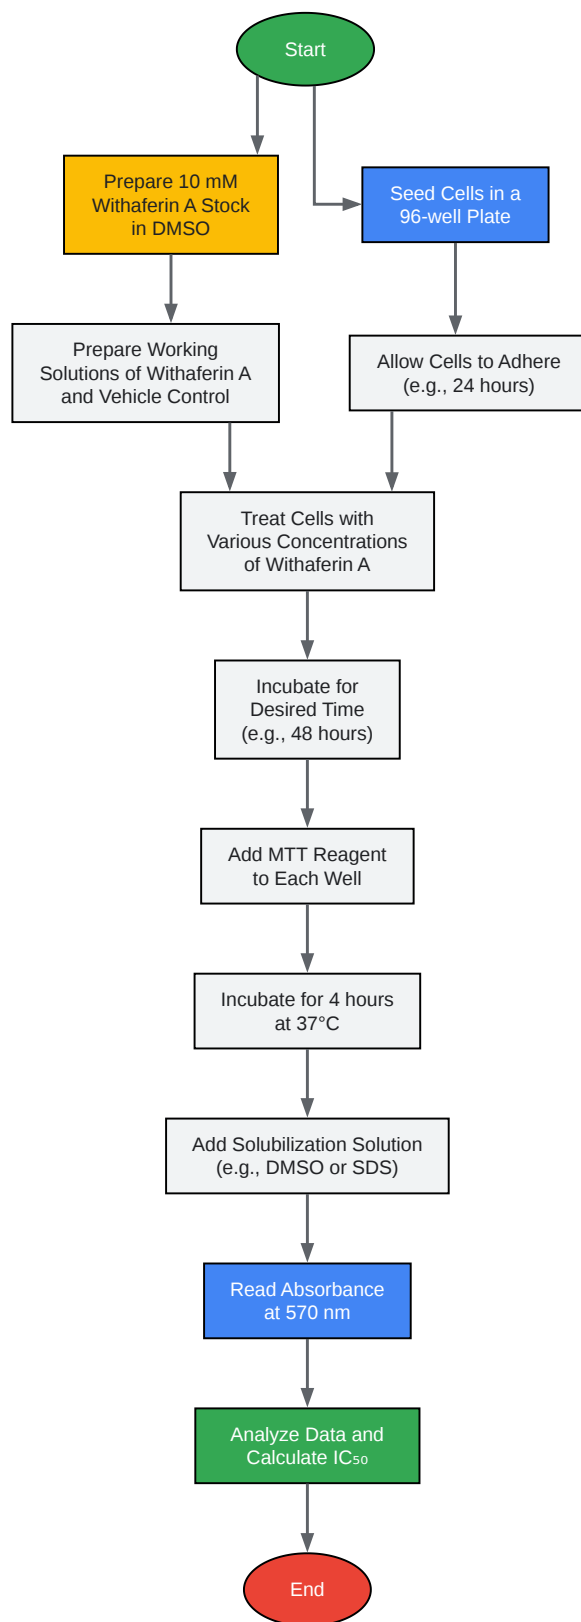 Start
Prepare 10 mM
Withaferin A Stock
in DMSO
Seed Cells in a
96-well Plate
Prepare Working
Solutions of Withaferin A
and Vehicle Control
Allow Cells to Adhere
(e.g., 24 hours)
Treat Cells with
Various Concentrations
of Withaferin A
Incubate for
Desired Time
(e.g., 48 hours)
Add MTT Reagent
to Each Well
Incubate for 4 hours
at 37°C
Add Solubilization Solution
(e.g., DMSO or SDS)
Read Absorbance
at 570 nm
Analyze Data and
Calculate IC₅₀
End